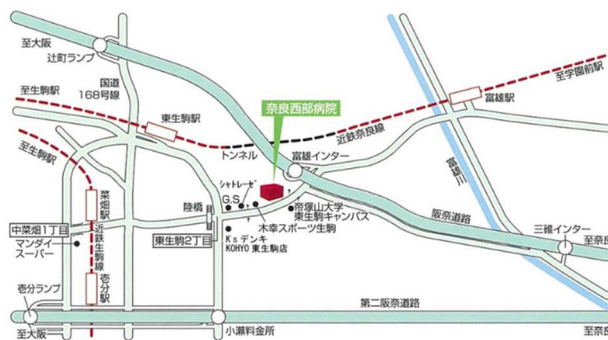 至大阪
辻町ランプ
国道
168号線
至生駒駅
東生駒駅
奈良西部病院
至学園前駅
富雄駅
近鉄奈良線
トンネル
富雄インター
富雄川
至生駒駅
菜畑駅
シャトレーゼ
G.S
陸橋
帝塚山大学
東生駒キャンパス
阪奈道路
中菜畑1丁目
マンダイ
スーパー
近鉄生駒線
東生駒2丁目
木幸スポーツ生駒
Ksデンキ
KOHYO 東生駒店
三碓インター
至奈良
壱分駅
壱分ランプ
第二阪奈道路
至大阪
小瀬料金所
至奈良